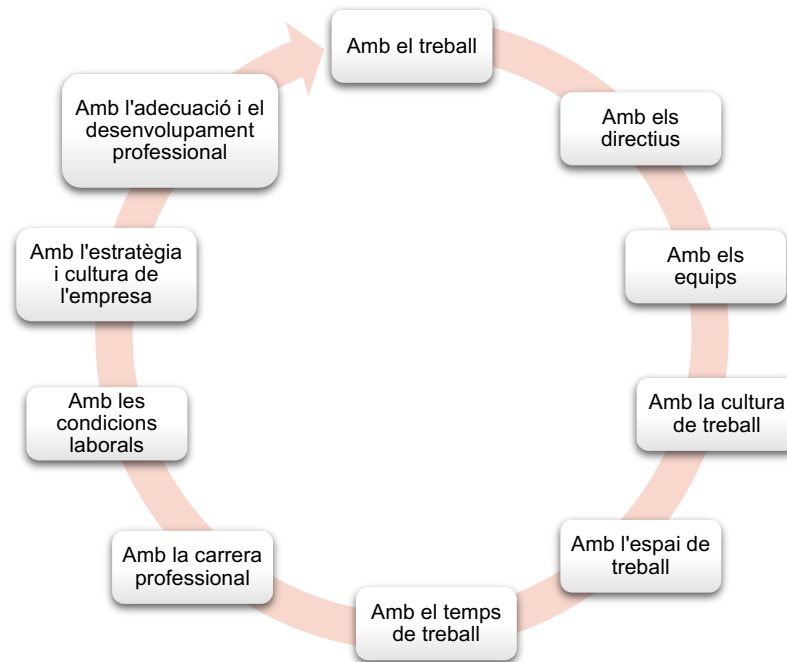 Amb el treball
Amb els
directius
Amb els
equips
Amb la cultura
de treball
Amb l'espai de
treball
Amb el temps
de treball
Amb la carrera
professional
Amb les
condicions
laborals
Amb l'estratègia
i cultura de
l'empresa
Amb l'adecuació i el
desenvolupament
professional